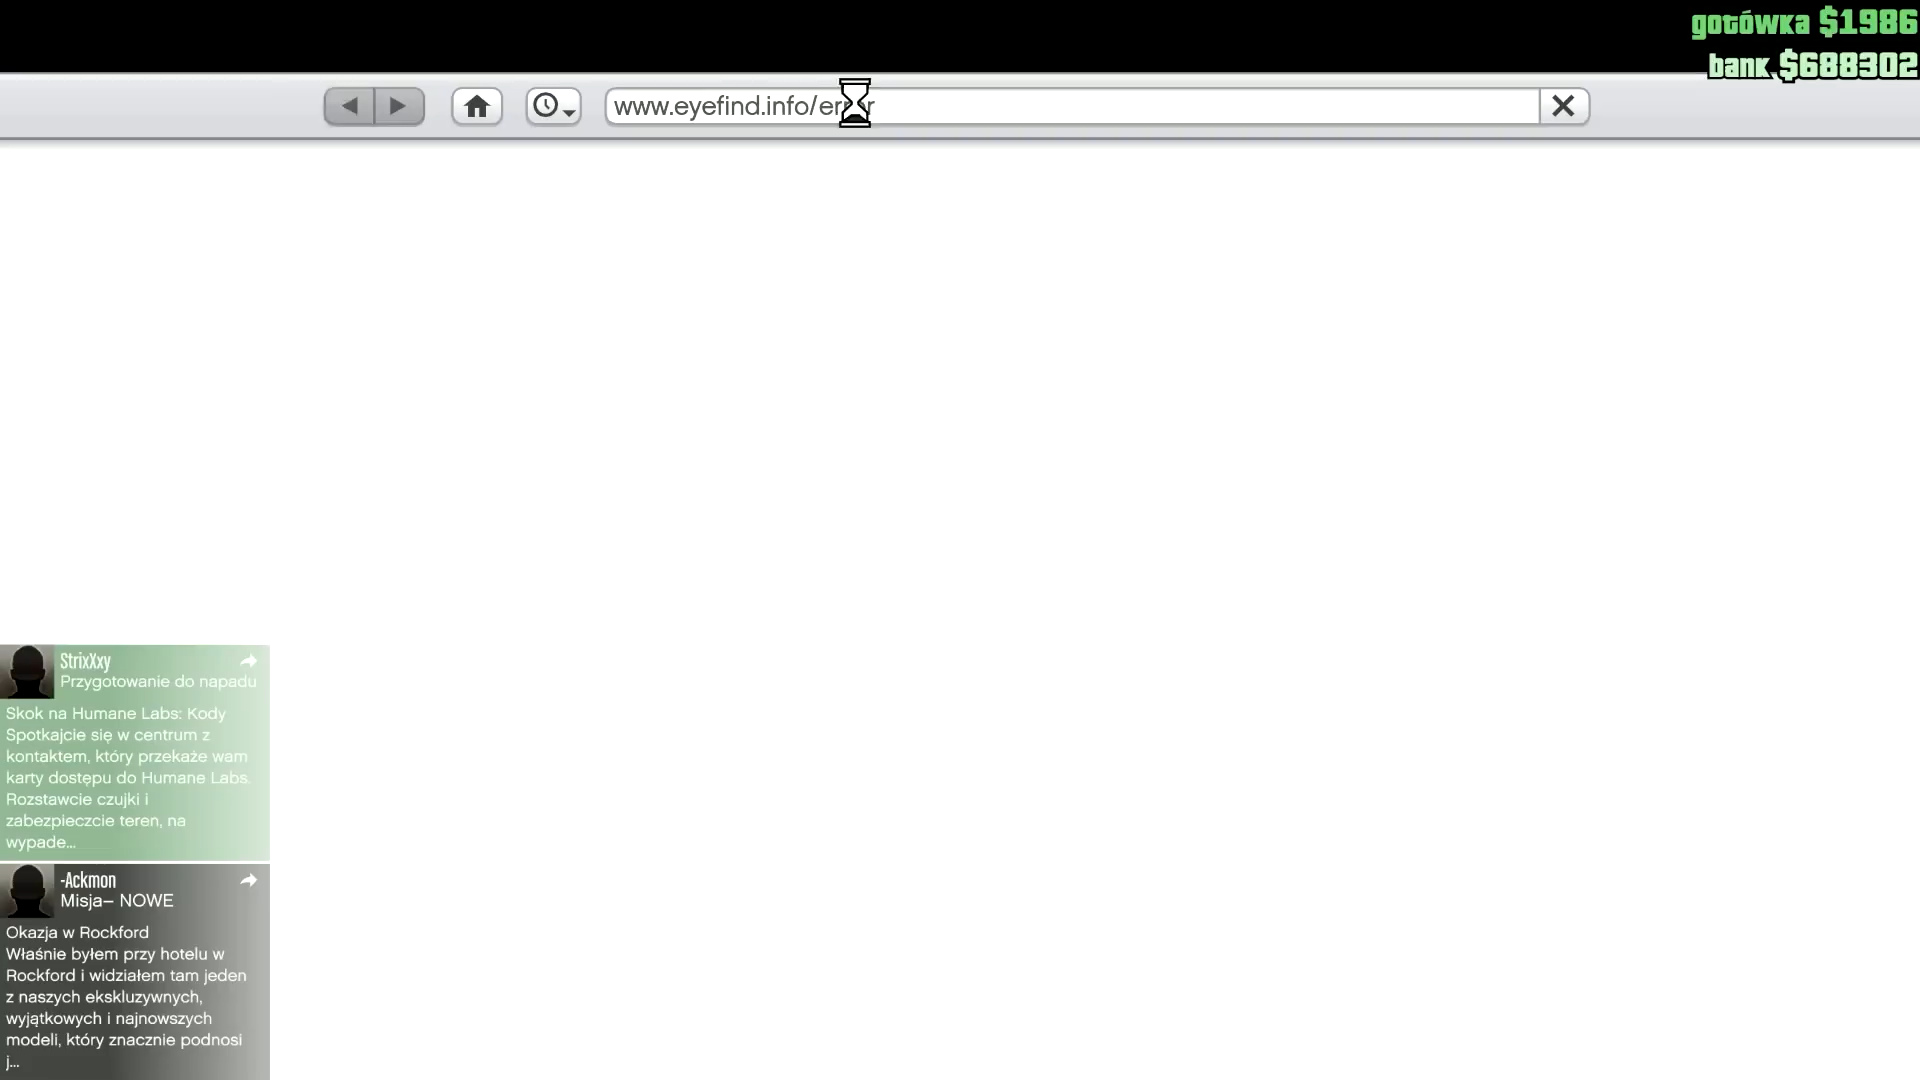 gotówka $1986
bank $688302
www.eyefind.info/error
StrixXxy
Przygotowanie do napadu
Skok na Humane Labs: Kody
Spotkajcie się w centrum z
kontaktem, który przekaże wam
karty dostępu do Humane Labs.
Rozstawcie czujki i
zabezpieczcie teren, na
wypade...
-Ackmon
Misja– NOWE
Okazja w Rockford
Właśnie byłem przy hotelu w
Rockford i widziałem tam jeden
z naszych ekskluzywnych,
wyjątkowych i najnowszych
modeli, który znacznie podnosi
j...